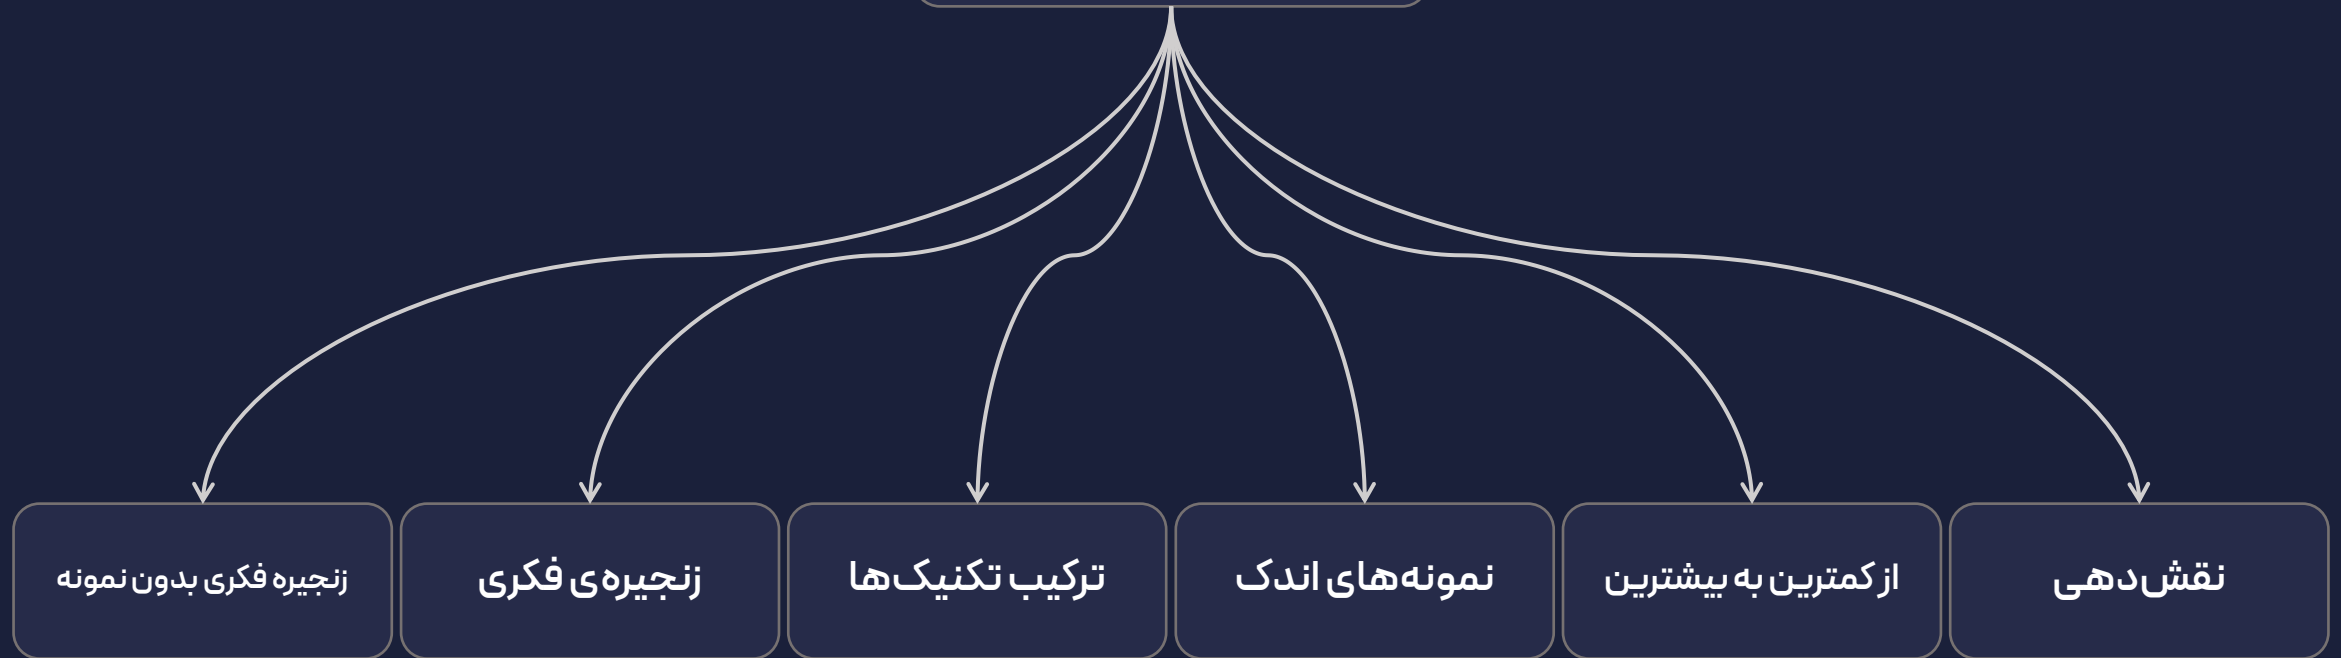 نقش‌دهی
از کمترین به بیشترین
نمونه‌های اندک
ترکیب تکنیک‌ها
زنجیره‌ی فکری
زنجیره فکری بدون نمونه